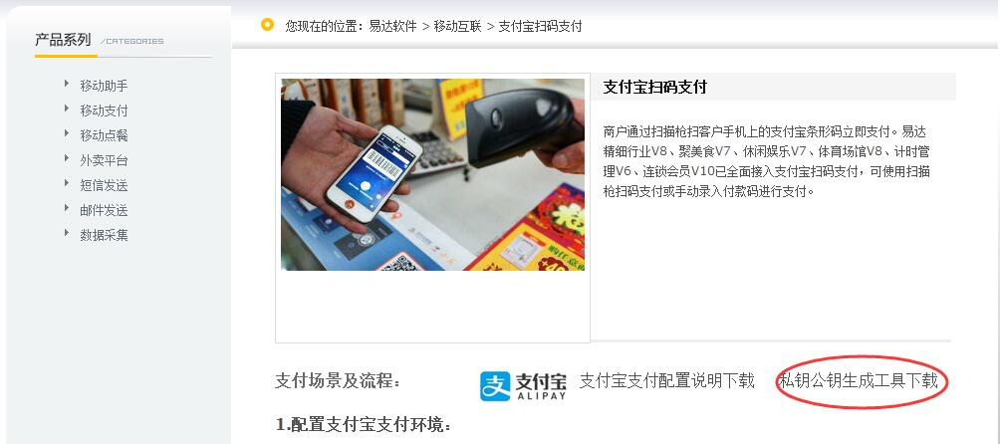 产品系列 /CATEGORIES
移动助手
移动支付
移动点餐
外卖平台
短信发送
邮件发送
数据采集
您现在的位置：易达软件 > 移动互联 > 支付宝扫码支付
支付宝扫码支付
商户通过扫描枪扫客户手机上的支付宝条形码立即支付。易达
精细行业V8、聚美食V7、休闲娱乐V7、体育场馆V8、计时管
理V6、连锁会员V10已全面接入支付宝扫码支付，可使用扫描
枪扫码支付或手动录入付款码进行支付。
支付场景及流程：
支付宝
ALIPAY
支付宝支付配置说明下载
私钥公钥生成工具下载
1.配置支付宝支付环境：